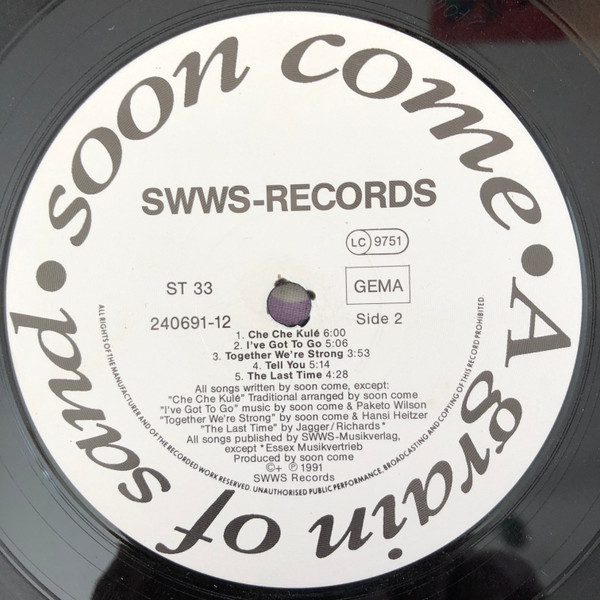 soon come • A grain of sand •
SWWS-RECORDS
LC 9751
ST 33
GEMA
240691-12
Side 2
1. Che Che Kulé 6:00
2. I've Got To Go 5:06
3. Together We're Strong 3:53
4. Tell You 5:14
5. The Last Time 4:28
All songs written by soon come, except:
"Che Che Kulé" Traditional arranged by soon come
"I've Got To Go" music by soon come & Paketo Wilson
"Together We're Strong" by soon come & Hansi Heitzer
"The Last Time" by Jagger/Richards*
All songs published by SWWS-Musikverlag,
except *Essex Musikvertrieb
Produced by soon come
©+ ℗ 1991
SWWS Records
ALL RIGHTS OF THE MANUFACTURER AND OF THE RECORDED WORK RESERVED. UNAUTHORISED PUBLIC PERFORMANCE, BROADCASTING AND COPYING OF THIS RECORD PROHIBITED